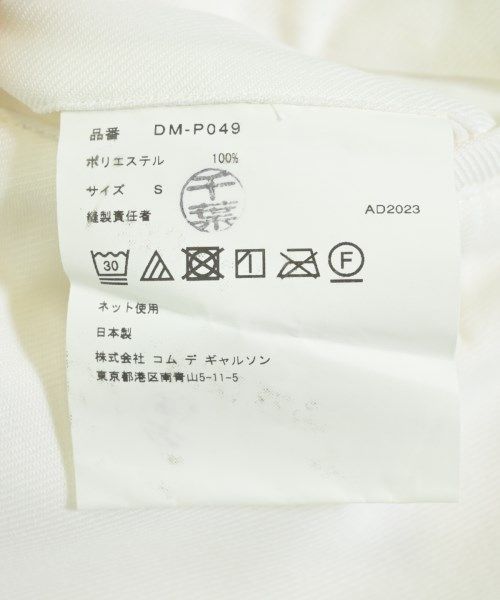 品番 DM-P049
ポリエステル 100%
サイズ S
千葉
縫製責任者
AD2023
30
1
F
ネット使用
日本製
株式会社 コム デ ギャルソン
東京都港区南青山5-11-5